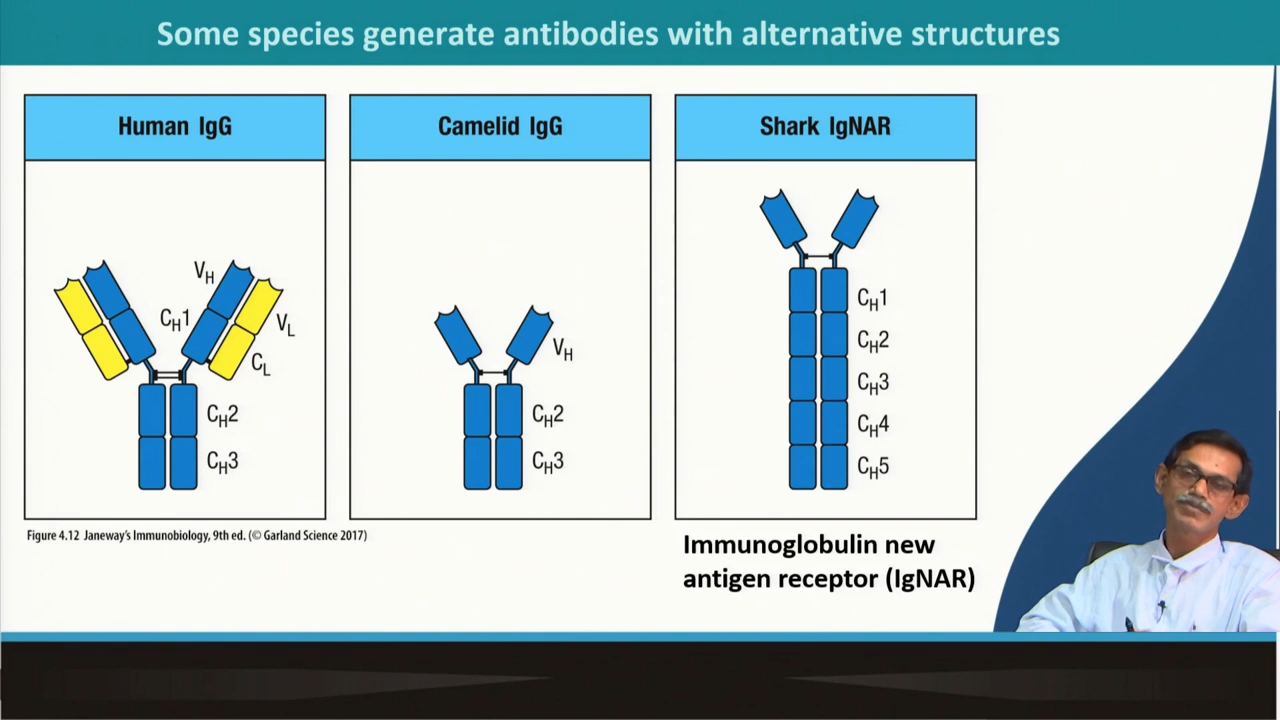 Some species generate antibodies with alternative structures
Human IgG
VH
CH1
VL
CL
CH2
CH3
Camelid IgG
VH
CH2
CH3
Shark IgNAR
CH1
CH2
CH3
CH4
CH5
Figure 4.12 Janeway's Immunobiology, 9th ed. (© Garland Science 2017)
Immunoglobulin new
antigen receptor (IgNAR)